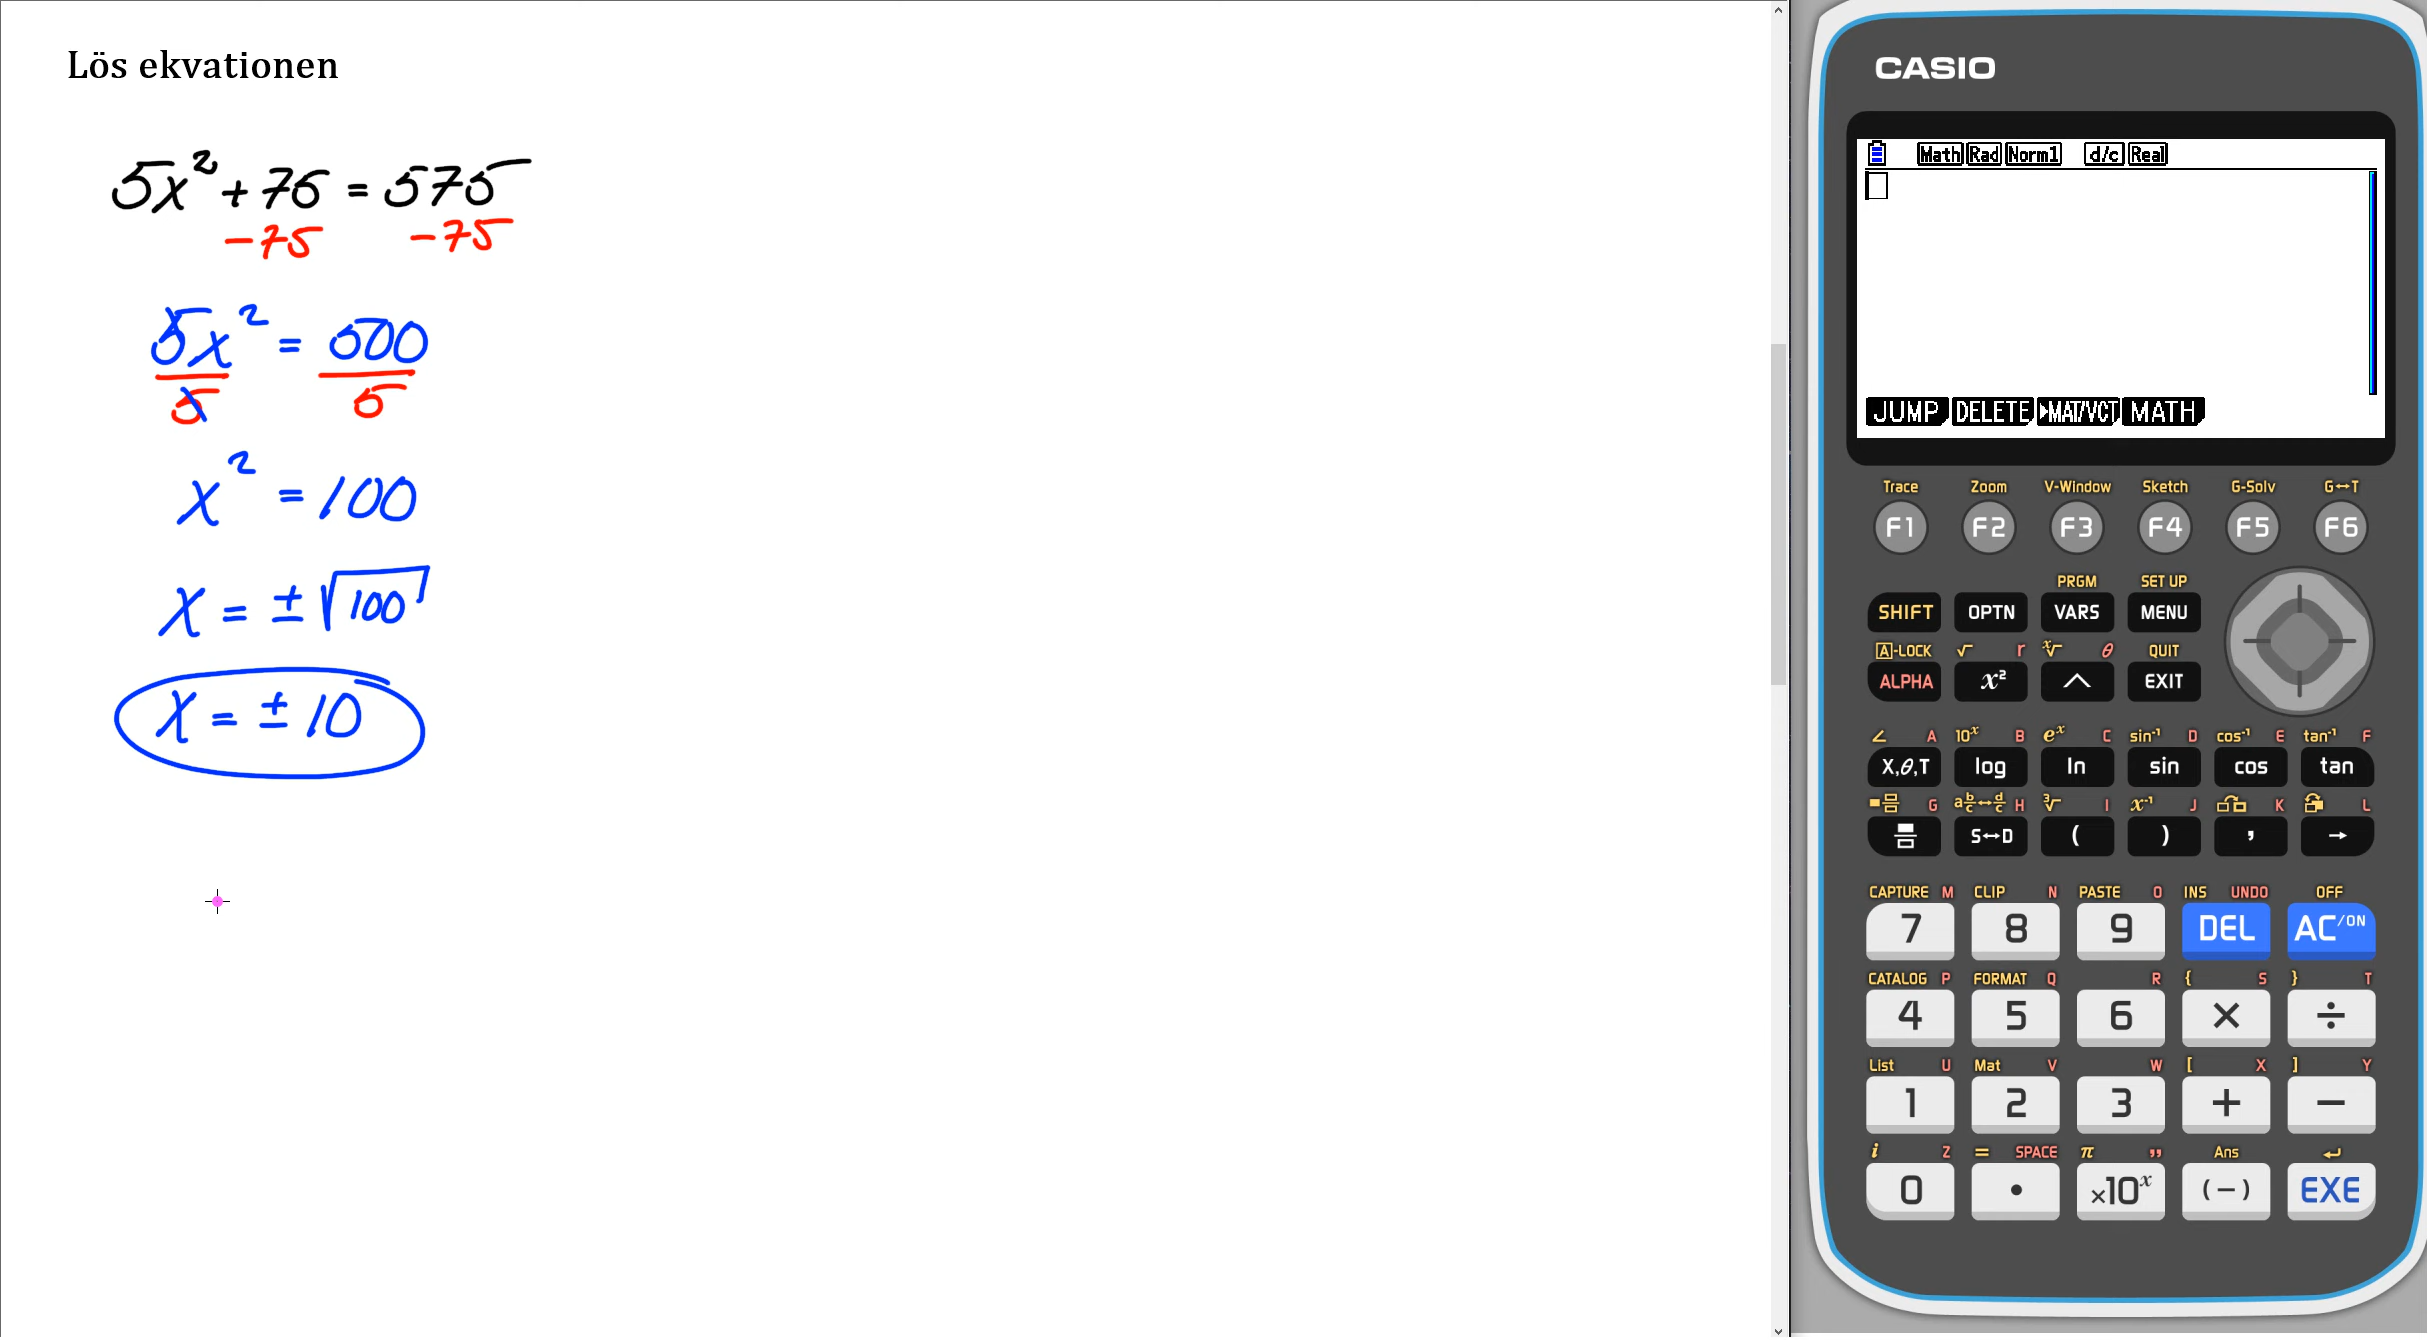 Lös ekvationen
5x² + 75 = 575
-75 -75
5x² = 500
5 5
x² = 100
x = ±√100
x = ±10
CASIO
Math Rad Norm1 d/c Real
JUMP DELETE ▶MAT/VCT MATH
Trace Zoom V-Window Sketch G-Solv G↔T
F1 F2 F3 F4 F5 F6
PRGM SET UP
SHIFT OPTN VARS MENU
A-LOCK √ r ˣ√ θ QUIT
ALPHA x² ^ EXIT
∠ A 10ˣ B eˣ C sin⁻¹ D cos⁻¹ E tan⁻¹ F
X,θ,T log ln sin cos tan
G a b/c↔d/c H ³√ I x⁻¹ J K L
S↔D ( ) , →
CAPTURE M CLIP N PASTE O INS UNDO OFF
7 8 9 DEL AC/ON
CATALOG P FORMAT Q R { S } T
4 5 6 × ÷
List U Mat V W [ X ] Y
1 2 3 + −
i Z = SPACE π " Ans ↵
0 • ×10ˣ (−) EXE